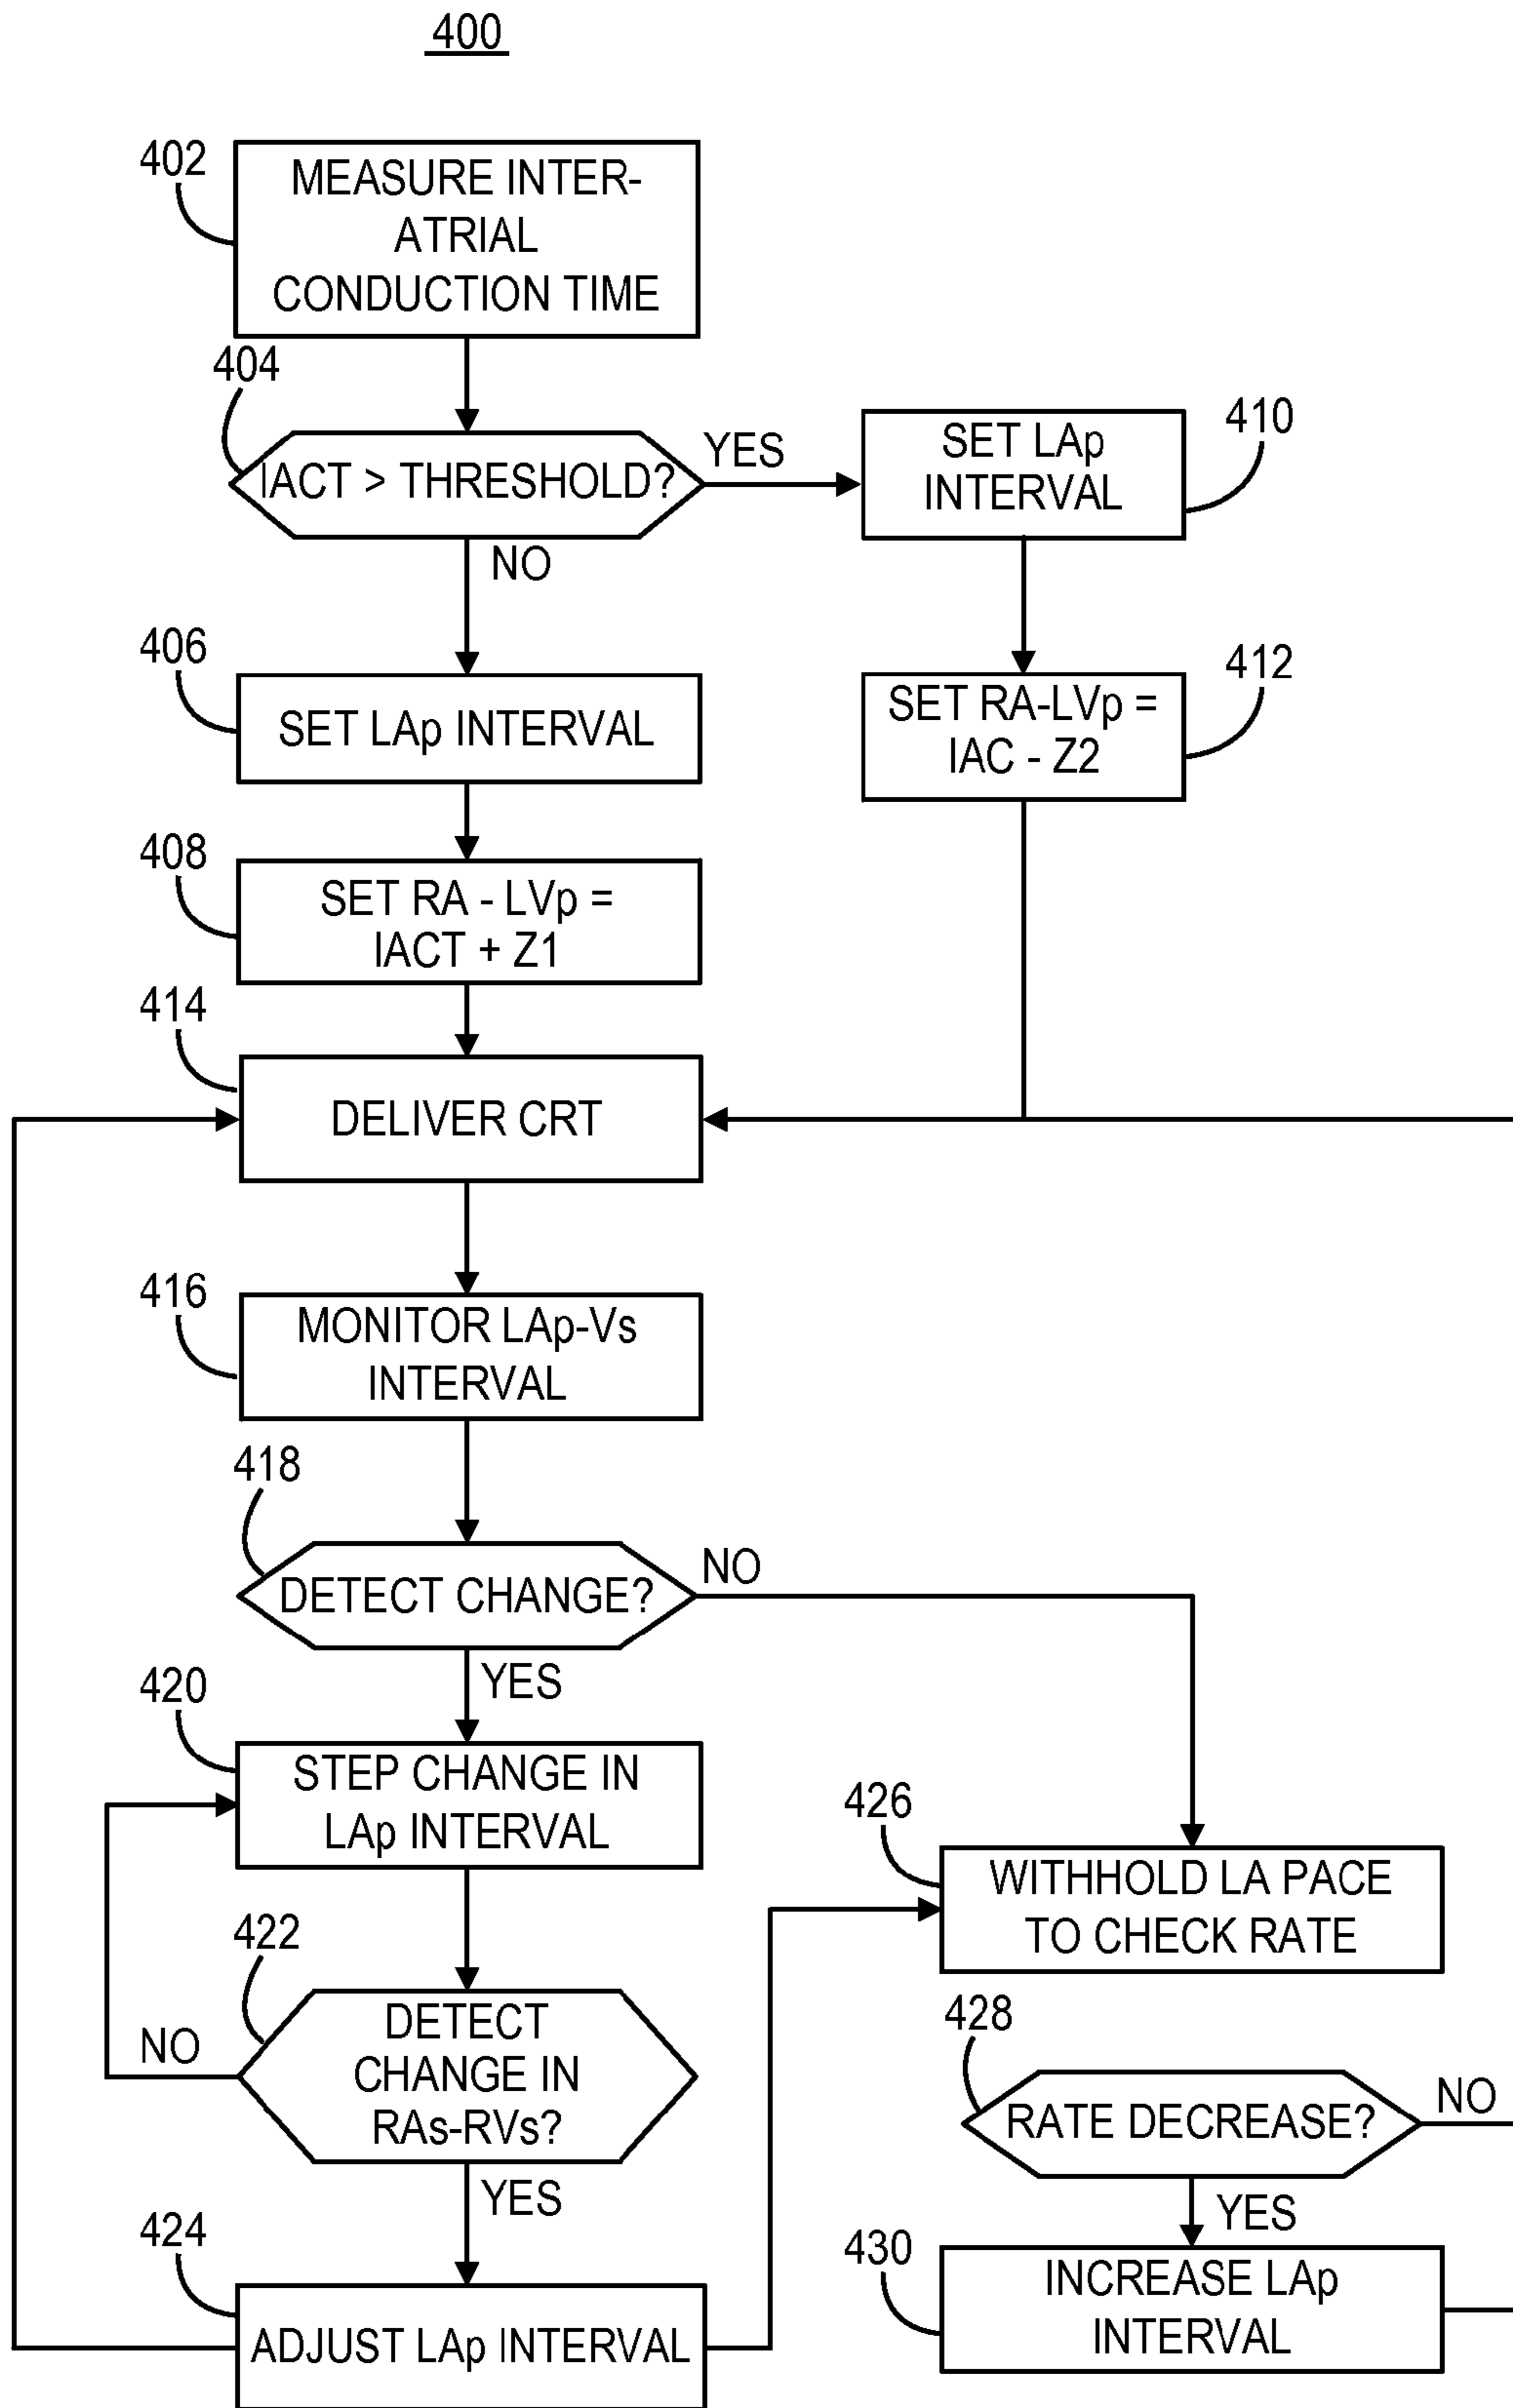 400
402
MEASURE INTER-
ATRIAL
CONDUCTION TIME
404
IACT > THRESHOLD?
YES
NO
410
SET LAp
INTERVAL
406
SET LAp INTERVAL
412
SET RA-LVp =
IAC - Z2
408
SET RA - LVp =
IACT + Z1
414
DELIVER CRT
416
MONITOR LAp-Vs
INTERVAL
418
DETECT CHANGE?
NO
YES
420
STEP CHANGE IN
LAp INTERVAL
426
WITHHOLD LA PACE
TO CHECK RATE
422
DETECT
CHANGE IN
RAs-RVs?
NO
YES
428
RATE DECREASE?
NO
YES
424
ADJUST LAp INTERVAL
430
INCREASE LAp
INTERVAL